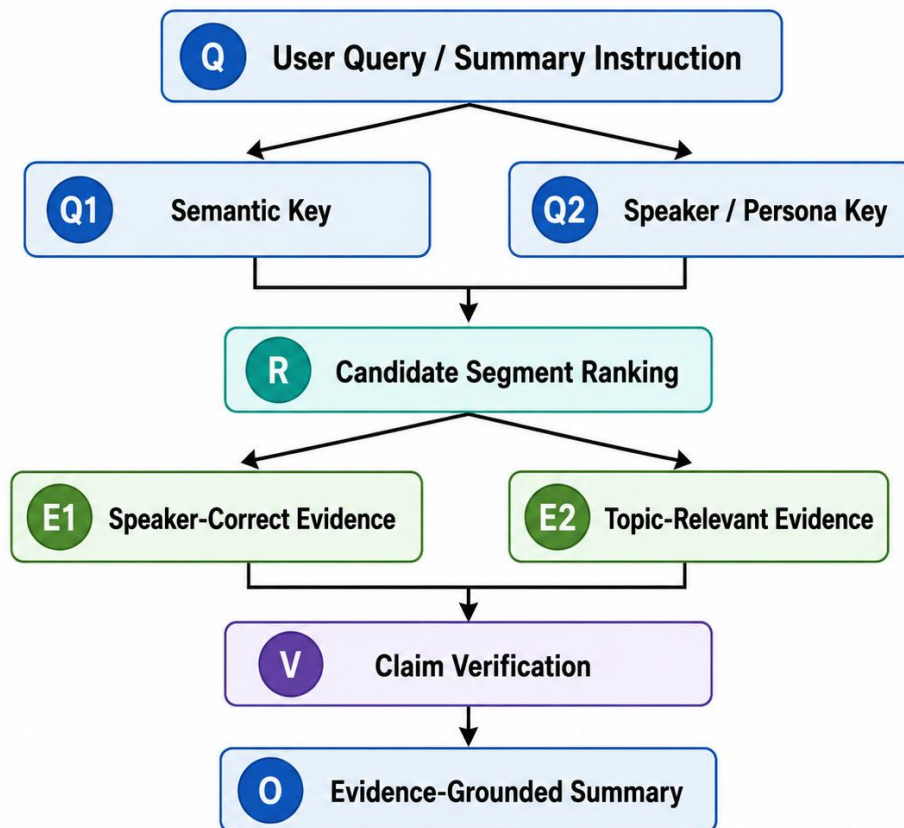 Q User Query / Summary Instruction
Q1 Semantic Key
Q2 Speaker / Persona Key
R Candidate Segment Ranking
E1 Speaker-Correct Evidence
E2 Topic-Relevant Evidence
V Claim Verification
O Evidence-Grounded Summary